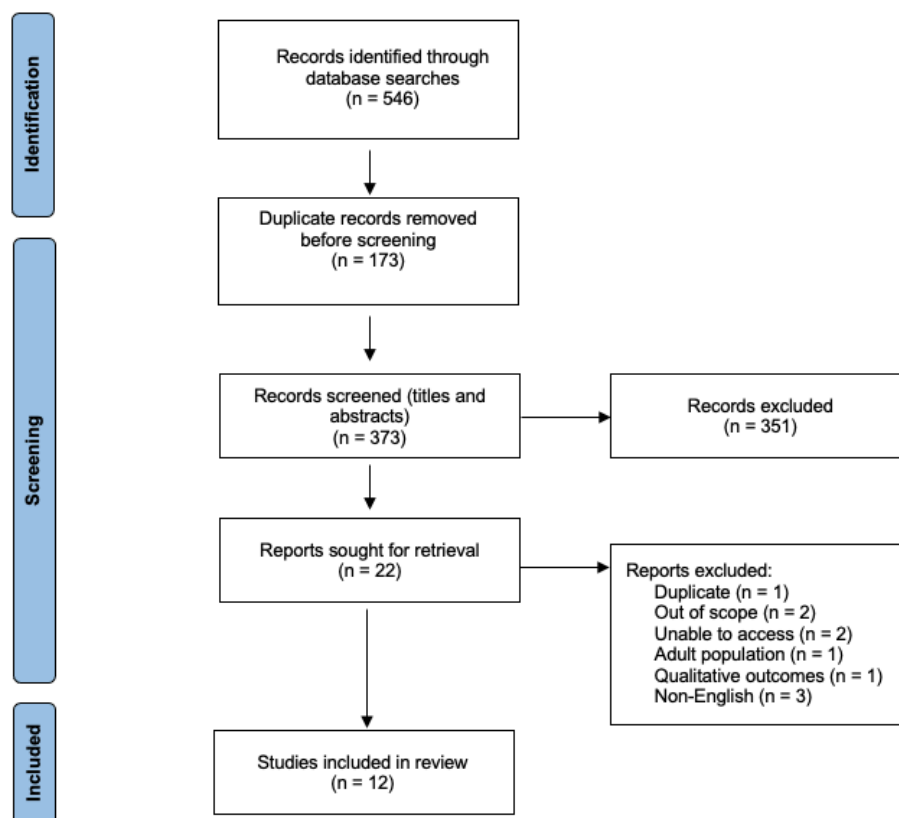 Identification
Records identified through
database searches
(n = 546)
Duplicate records removed
before screening
(n = 173)
Screening
Records screened (titles and
abstracts)
(n = 373)
Records excluded
(n = 351)
Reports sought for retrieval
(n = 22)
Reports excluded:
Duplicate (n = 1)
Out of scope (n = 2)
Unable to access (n = 2)
Adult population (n = 1)
Qualitative outcomes (n = 1)
Non-English (n = 3)
Included
Studies included in review
(n = 12)